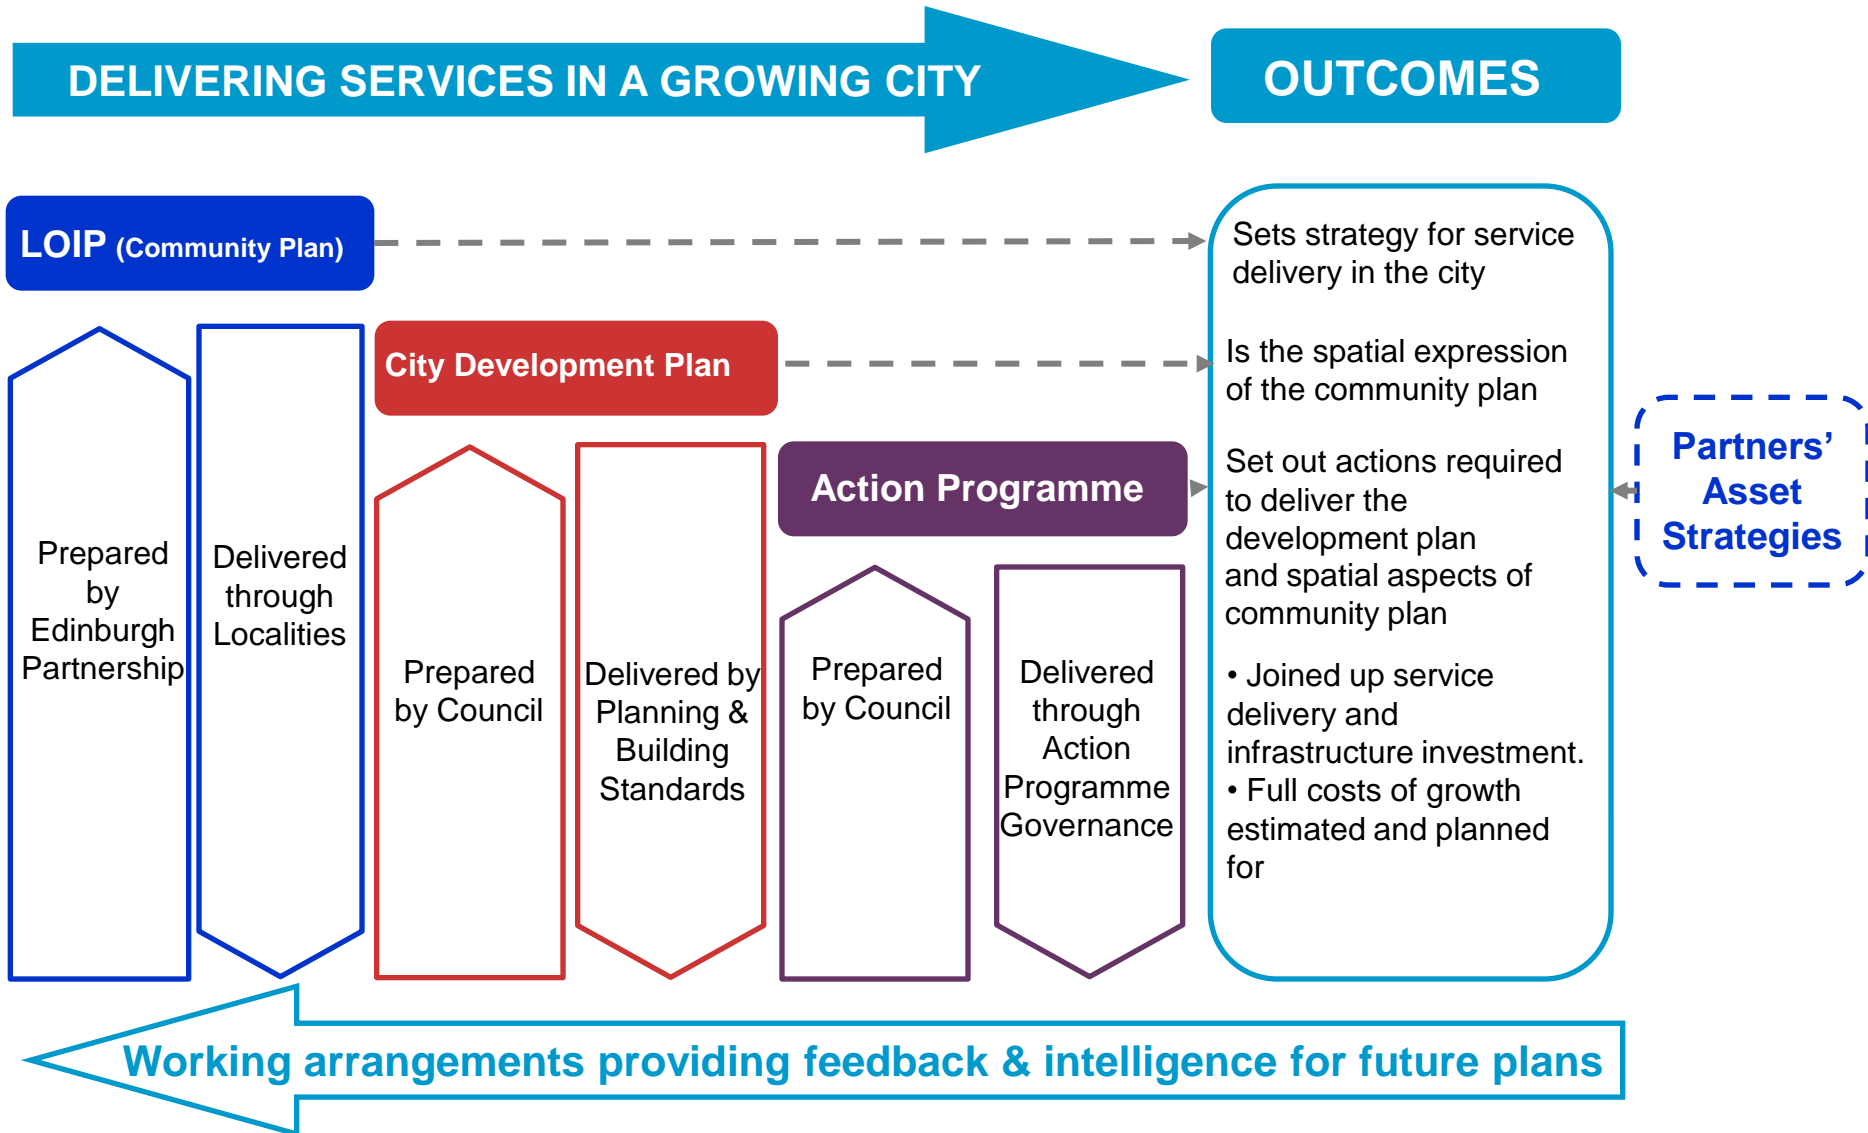 DELIVERING SERVICES IN A GROWING CITY
OUTCOMES
LOIP (Community Plan)
City Development Plan
Action Programme
Prepared
by
Edinburgh
Partnership
Delivered
through
Localities
Prepared
by Council
Delivered by
Planning &
Building
Standards
Prepared
by Council
Delivered
through
Action
Programme
Governance
Sets strategy for service
delivery in the city
Is the spatial expression
of the community plan
Set out actions required
to deliver the
development plan
and spatial aspects of
community plan
• Joined up service
delivery and
infrastructure investment.
• Full costs of growth
estimated and planned
for
Partners’
Asset
Strategies
Working arrangements providing feedback & intelligence for future plans